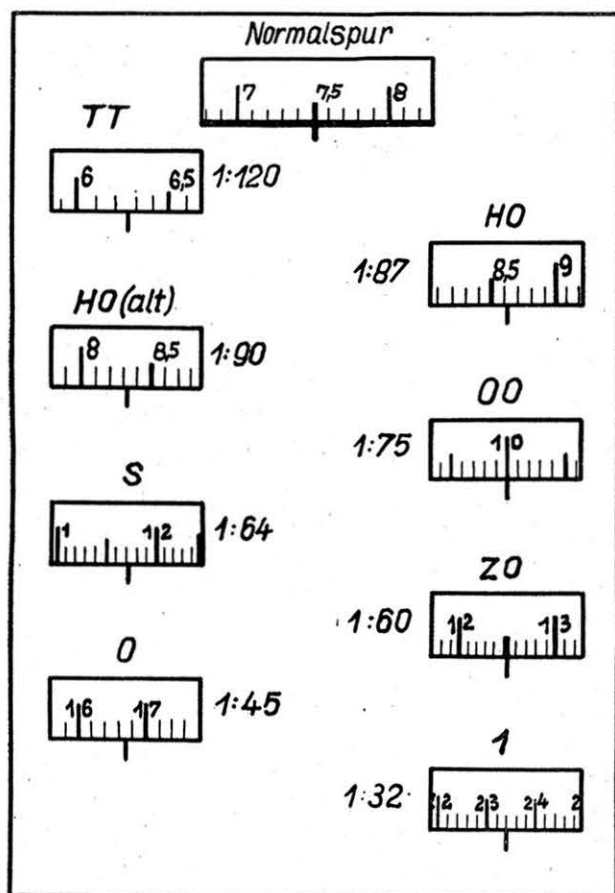 Normalspur
7 7,5 8
TT
6 6,5 1:120
HO
1:87 8,5 9
HO (alt)
8 8,5 1:90
OO
1:75 10
S
1 12 1:64
ZO
1:60 12 13
O
16 17 1:45
1
1:32 22 23 24 2